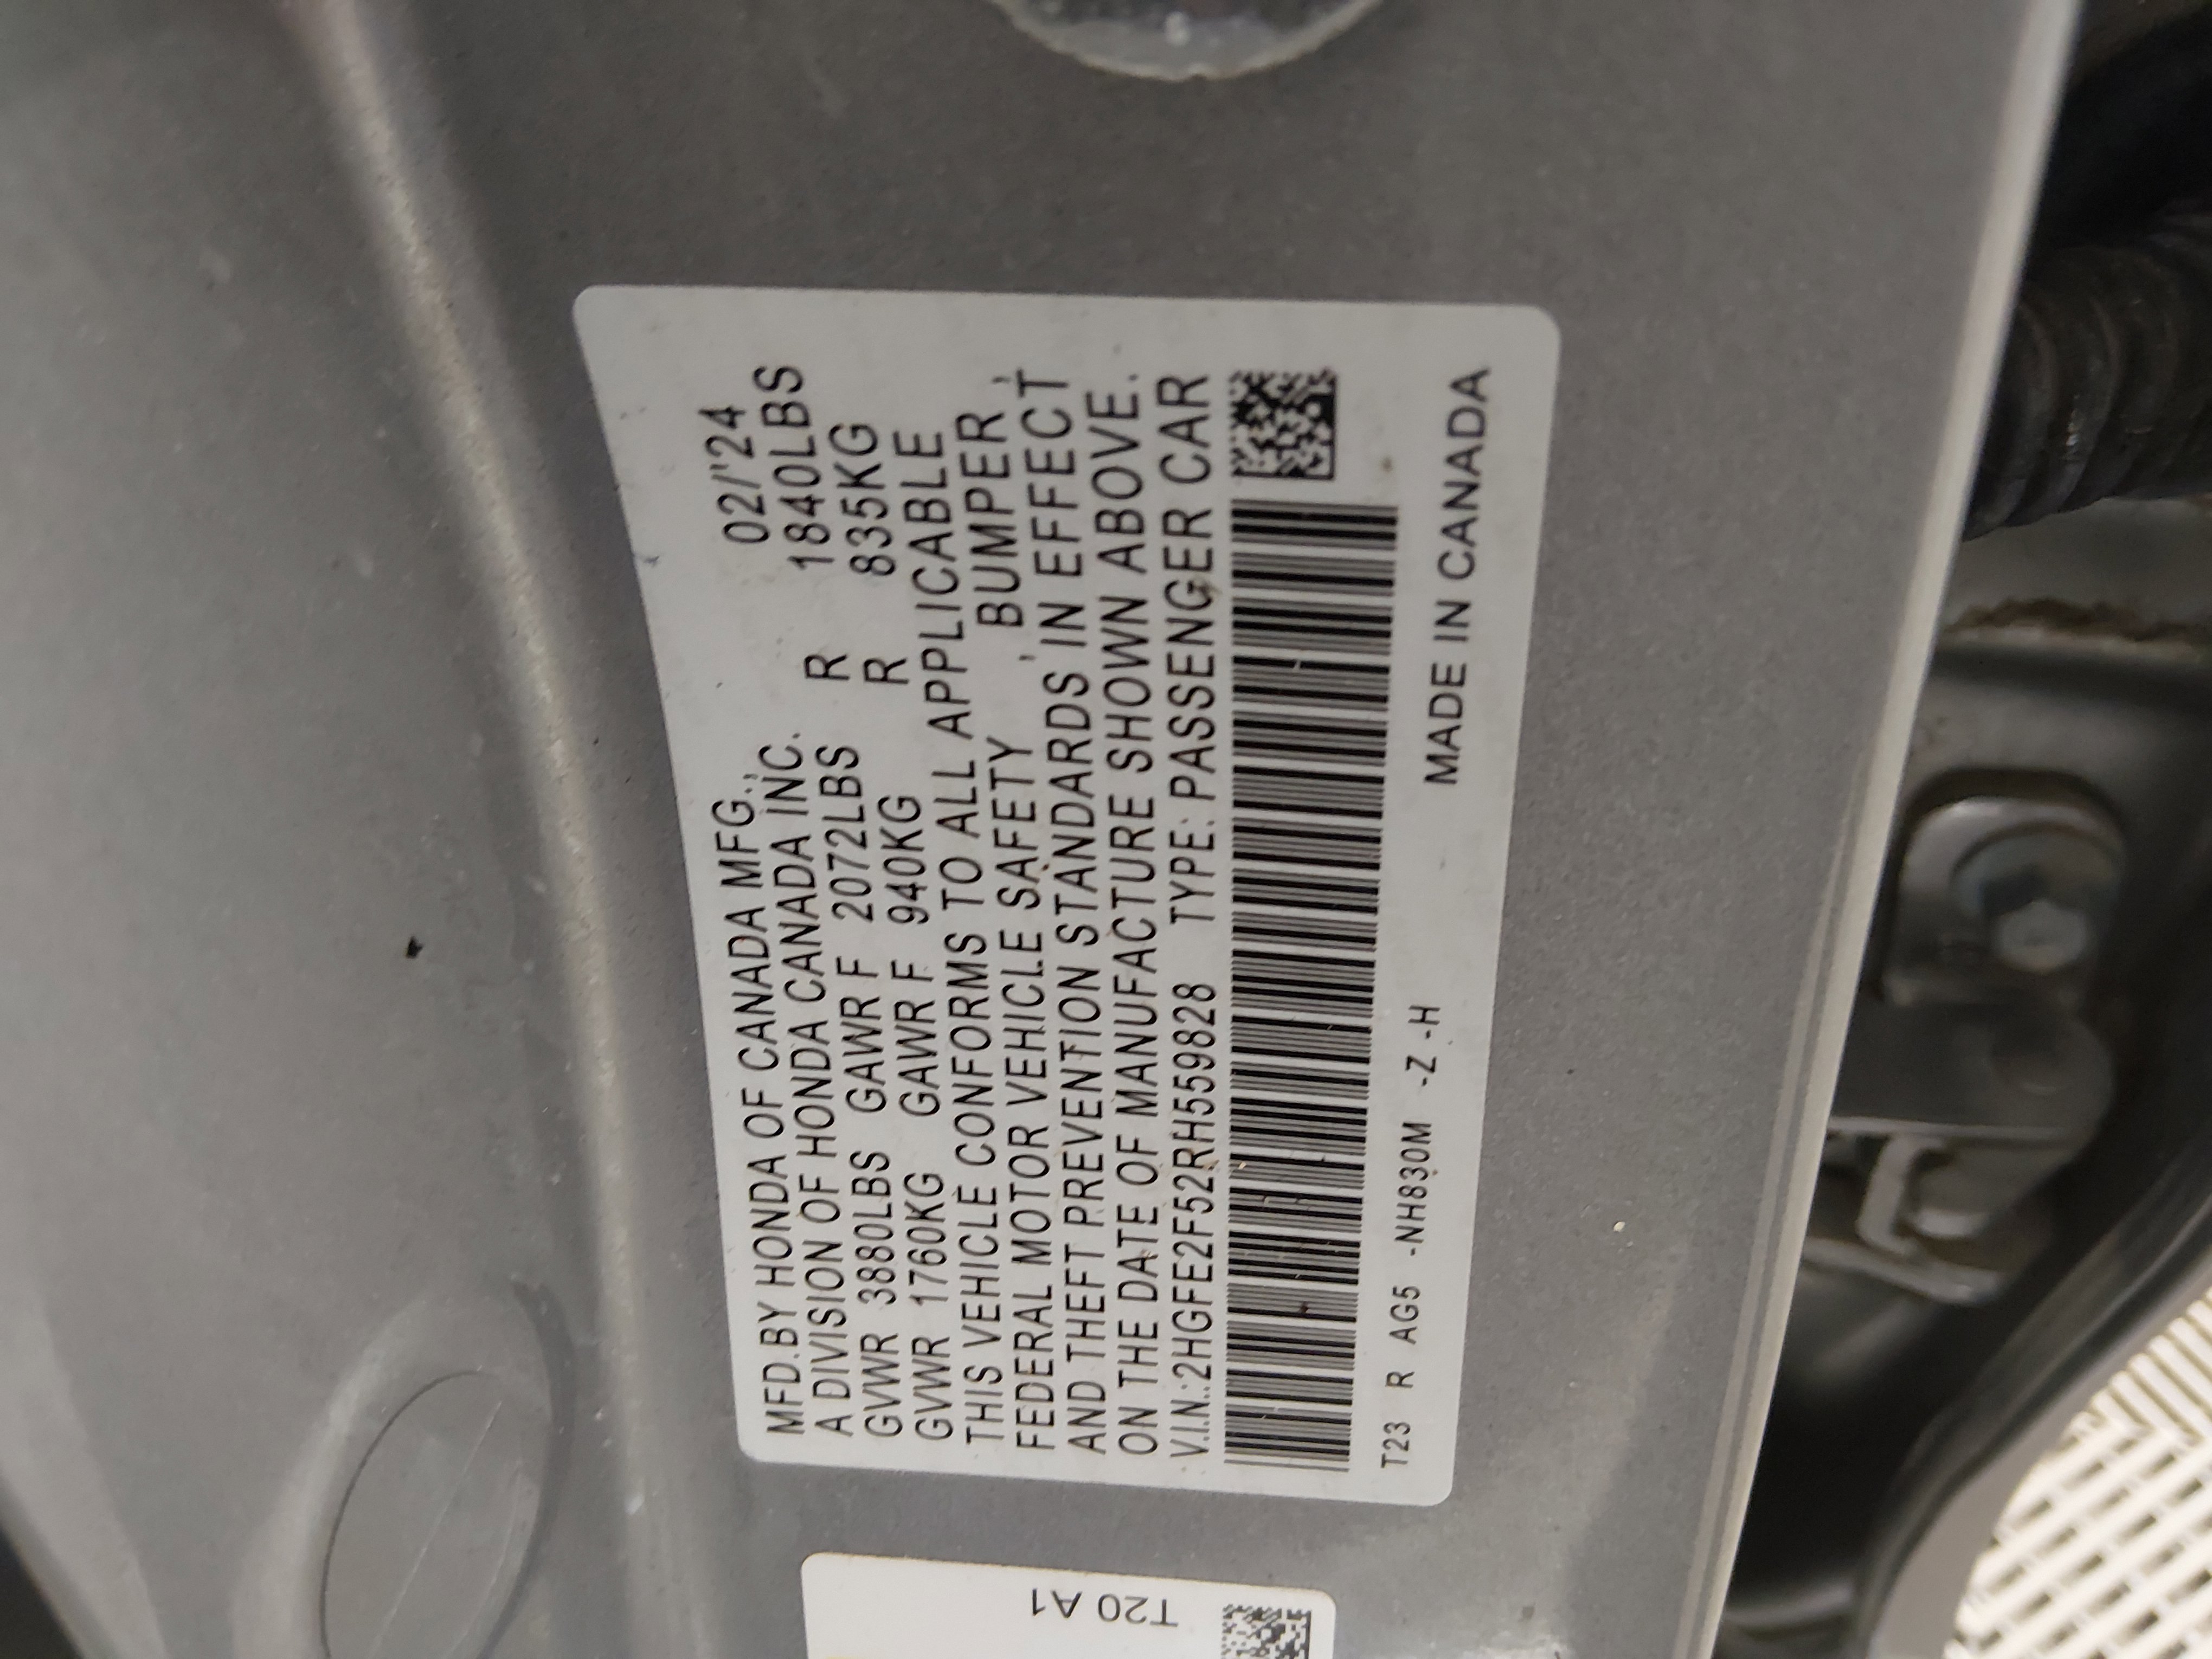 MFD.BY HONDA OF CANADA MFG., 02/'24
A DIVISION OF HONDA CANADA INC.
GVWR 3880LBS GAWR F 2072LBS R 1840LBS
GVWR 1760KG GAWR F 940KG R 835KG
THIS VEHICLE CONFORMS TO ALL APPLICABLE
FEDERAL MOTOR VEHICLE SAFETY, BUMPER,
AND THEFT PREVENTION STANDARDS IN EFFECT
ON THE DATE OF MANUFACTURE SHOWN ABOVE.
V.I.N.:2HGFE2F52RH559828 TYPE: PASSENGER CAR
T23 R AG5 -NH830M -Z -H MADE IN CANADA
T20 A1